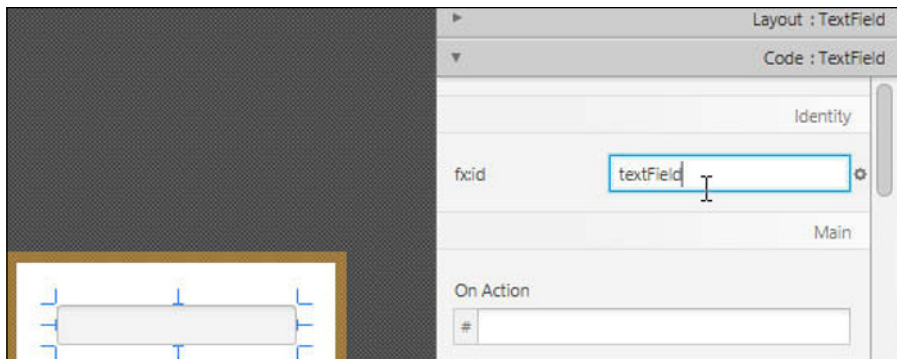 Layout : TextField
Code : TextField
Identity
fx:id textField
Main
On Action
#